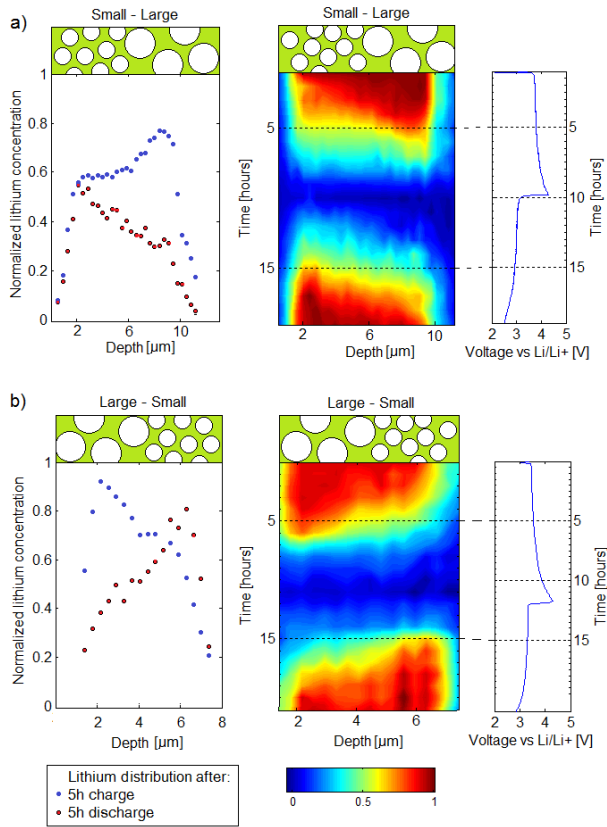 a)
Small - Large
Small - Large
Normalized lithium concentration
1
0.8
0.6
0.4
0.2
0
2
6
10
Depth [µm]
Time [hours]
5
15
2
6
10
Depth [µm]
5
10
15
Time [hours]
2
3
4
5
Voltage vs Li/Li+ [V]
b)
Large - Small
Large - Small
Normalized lithium concentration
1
0.8
0.6
0.4
0.2
0
2
4
6
8
Depth [µm]
Time [hours]
5
15
2
4
6
Depth [µm]
5
10
15
Time [hours]
2
3
4
5
Voltage vs Li/Li+ [V]
Lithium distribution after:
5h charge
5h discharge
0
0.5
1